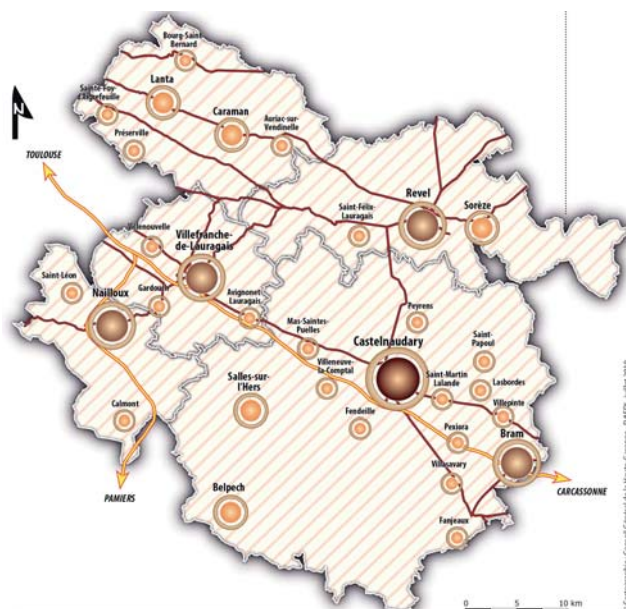 Bourg-Saint
Bernard
Lanta
Sainte-Foy
d'Aigrefeuille
Caraman
Auriac-sur-
Vendinelle
Préserville
N
TOULOUSE
Revel
Sorèze
Saint-Félix-
Lauragais
Villenouvelle
Villefranche-
de-Lauragais
Saint-Léon
Nailloux
Gardouch
Avignonet
Lauragais
Peyrens
Mas-Saintes-
Puelles
Castelnaudary
Saint-
Papoul
Villeneuve-
la-Comptal
Saint-Martin
Lalande
Lasbordes
Salles-sur-
l'Hers
Villepinte
Calmont
Fendeille
Pexiora
Bram
Villasavary
Belpech
PAMIERS
CARCASSONNE
Fanjeaux
0 5 10 km